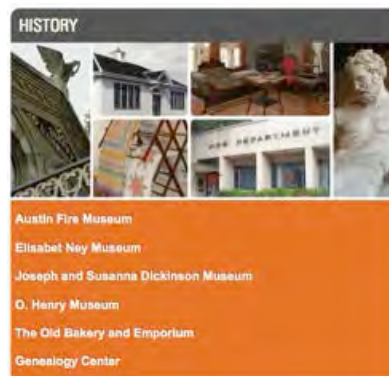 HISTORY
FIRE DEPARTMENT
Austin Fire Museum
Elisabet Ney Museum
Joseph and Susanna Dickinson Museum
O. Henry Museum
The Old Bakery and Emporium
Genealogy Center